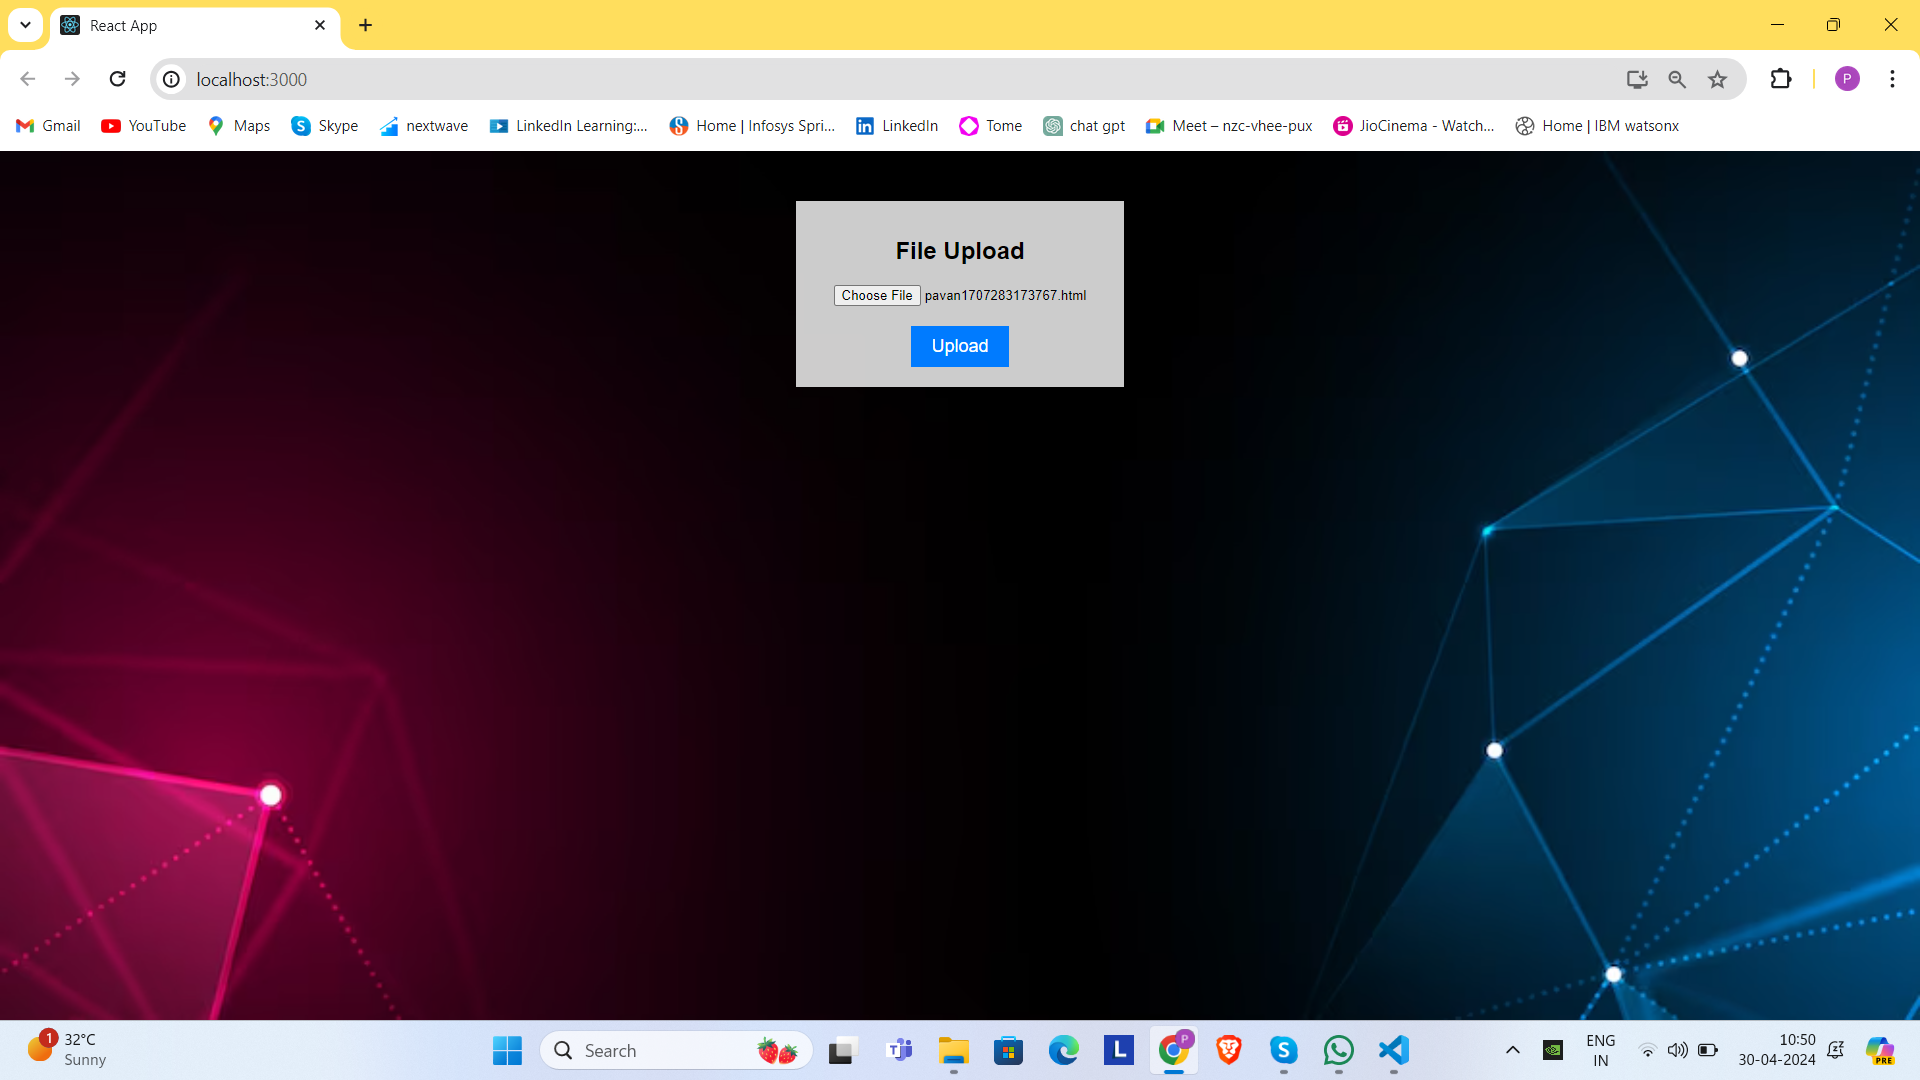 React App
localhost:3000
P
Gmail YouTube Maps Skype nextwave LinkedIn Learning:... Home | Infosys Spri... LinkedIn Tome chat gpt Meet – nzc-vhee-pux JioCinema - Watch... Home | IBM watsonx
File Upload
Choose File pavan1707283173767.html
Upload
1 32°C
Sunny
Search
T
L
P
ENG
IN
10:50
30-04-2024
PRE